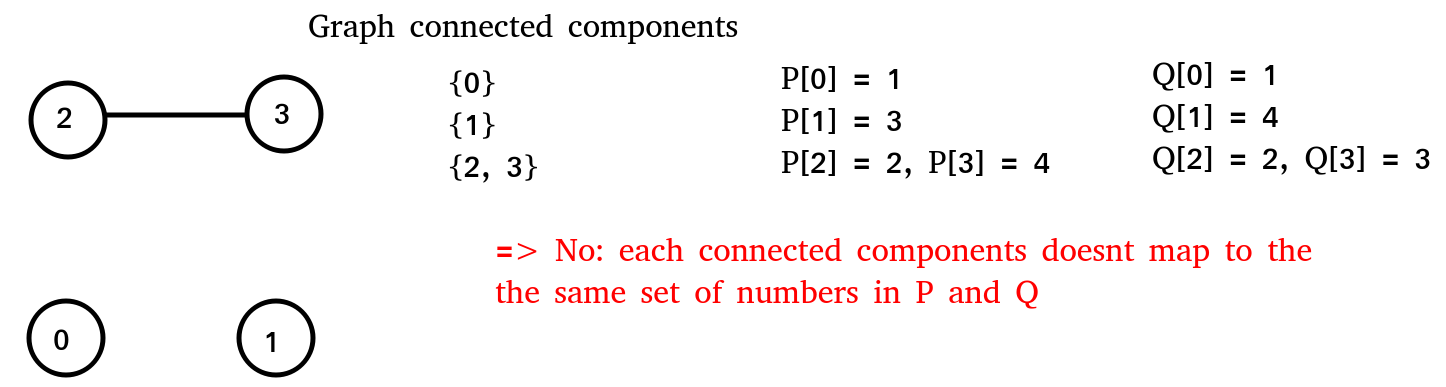 Graph connected components
2
3
{0}
P[0] = 1
Q[0] = 1
{1}
P[1] = 3
Q[1] = 4
{2, 3}
P[2] = 2, P[3] = 4
Q[2] = 2, Q[3] = 3
=> No: each connected components doesnt map to the
the same set of numbers in P and Q
0
1